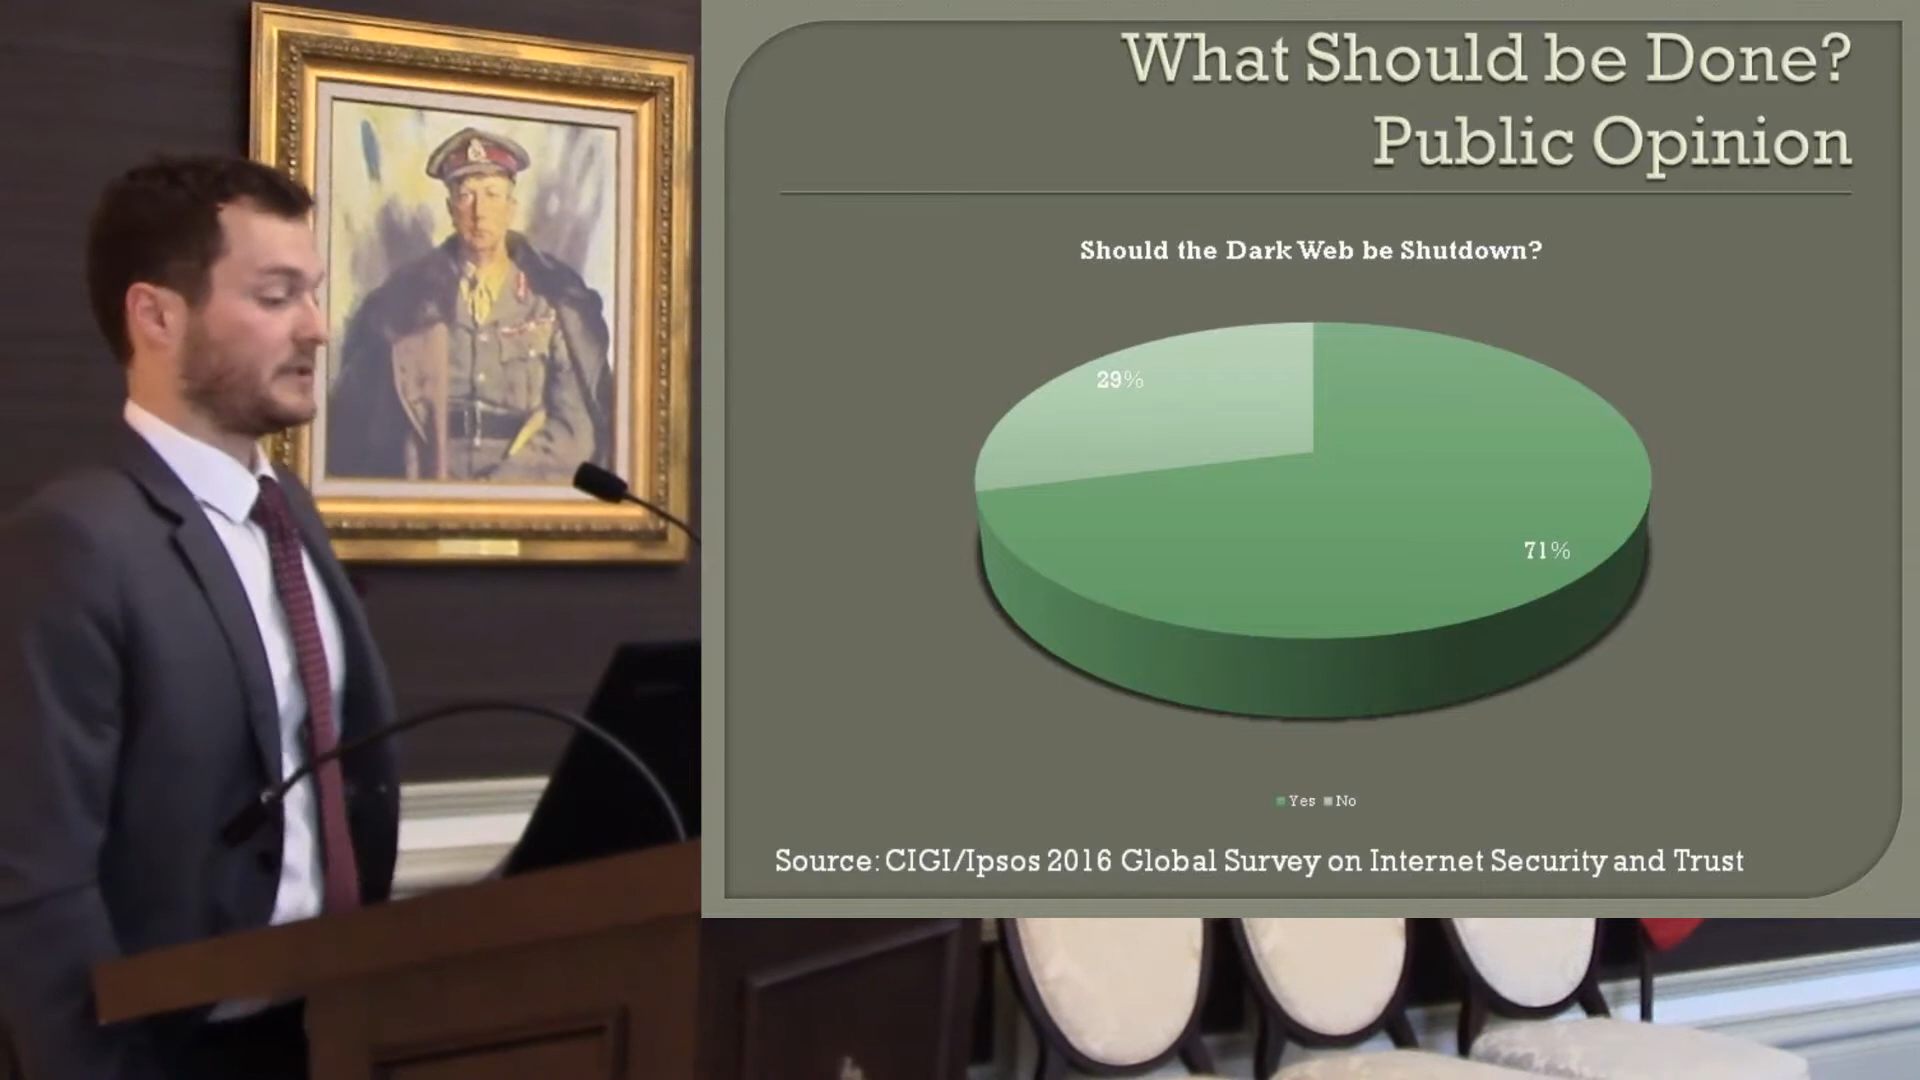 What Should be Done?
Public Opinion
Should the Dark Web be Shutdown?
29%
71%
Yes No
Source: CIGI/Ipsos 2016 Global Survey on Internet Security and Trust